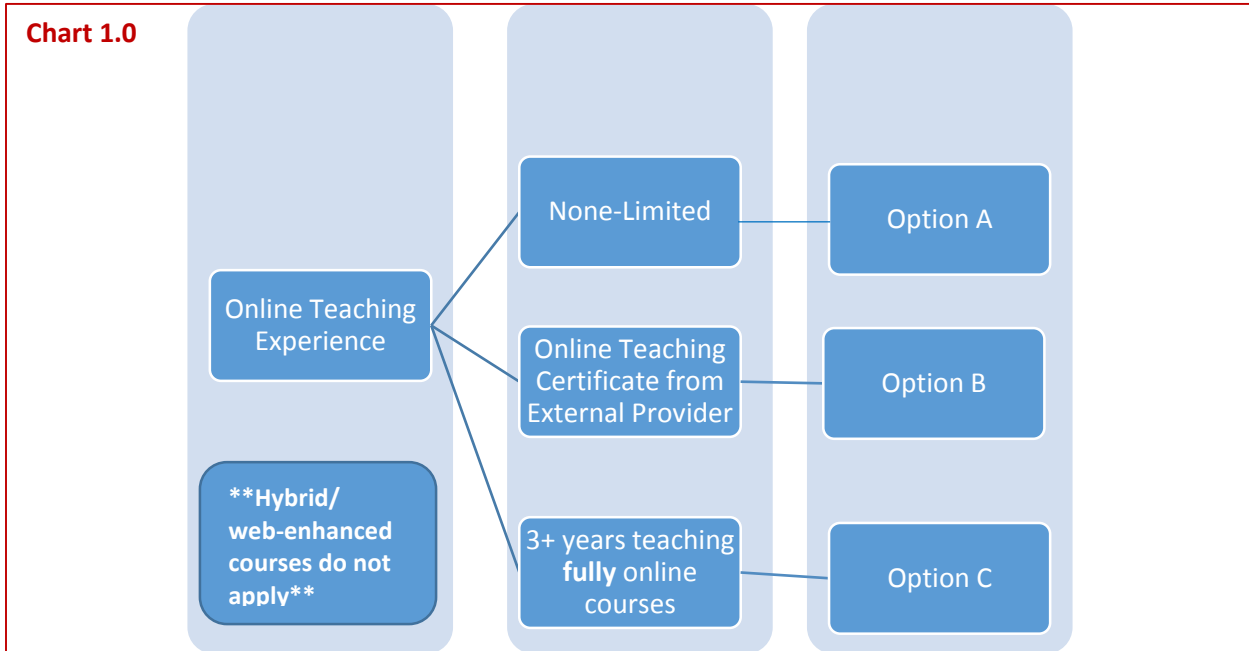 Chart 1.0
None-Limited
Option A
Online Teaching
Experience
Online Teaching
Certificate from
External Provider
Option B
**Hybrid/
web-enhanced
courses do not
apply**
3+ years teaching
fully online
courses
Option C